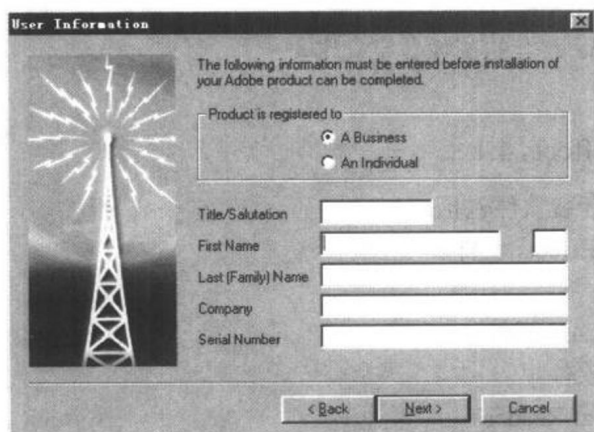 User Information
The following information must be entered before installation of
your Adobe product can be completed.
Product is registered to
A Business
An Individual
Title/Salutation
First Name
Last (Family) Name
Company
Serial Number
< Back
Next >
Cancel